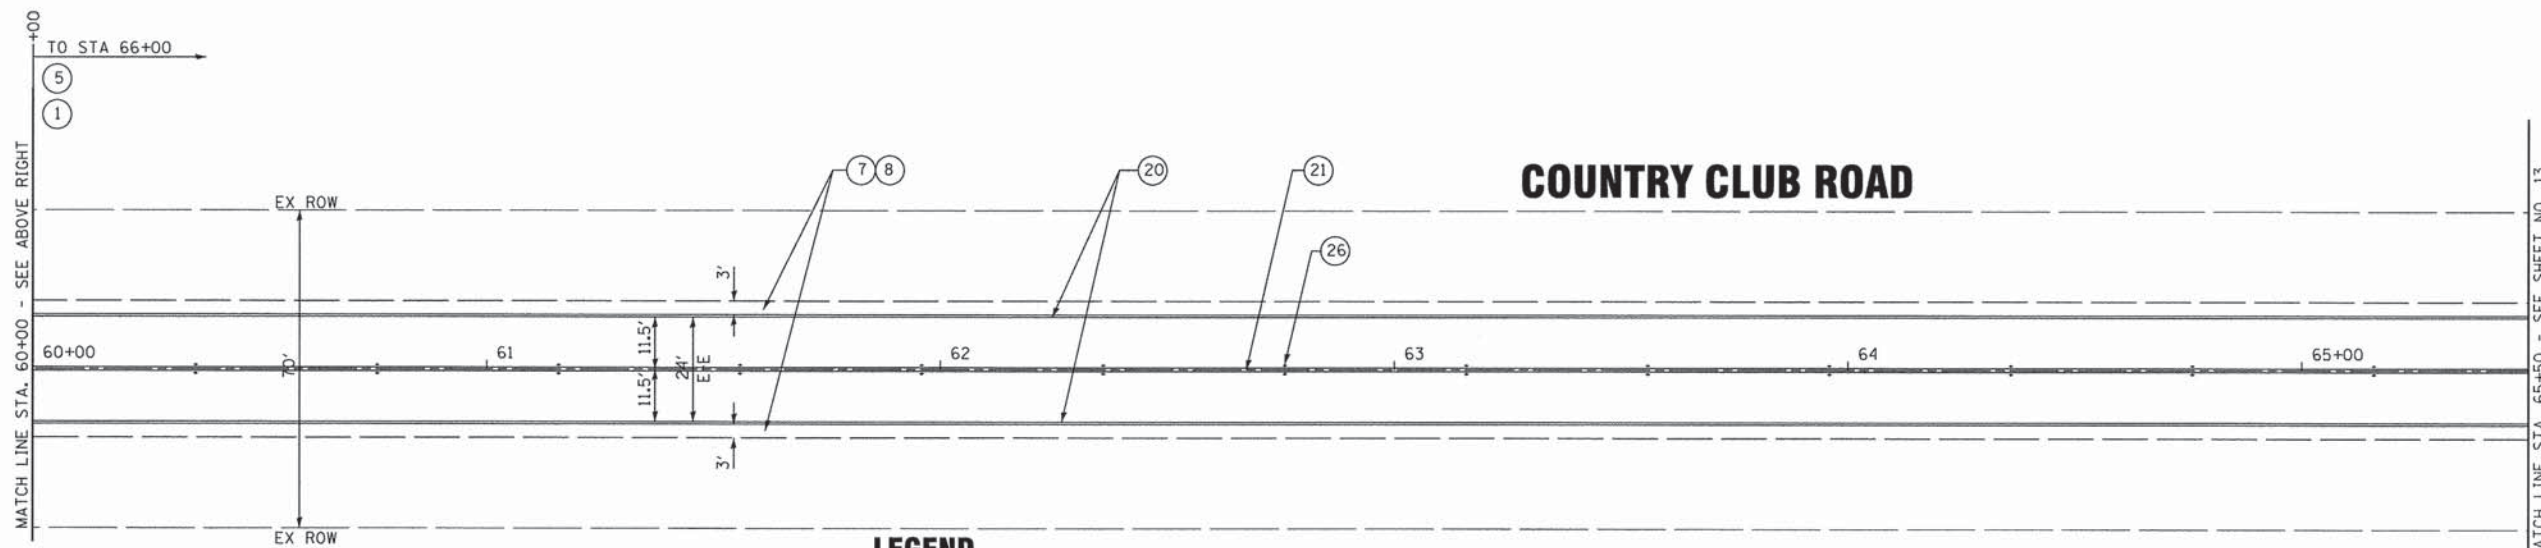 +00
TO STA 66+00
5
1
MATCH LINE STA. 60+00 - SEE ABOVE RIGHT
EX ROW
7 8
20
21
26
COUNTRY CLUB ROAD
3'
60+00
61
62
63
64
65+00
70'
11.5'
11.5'
24'
E-E
3'
EX ROW
LEGEND
MATCH LINE STA 65+50 - SEE SHEET NO 13